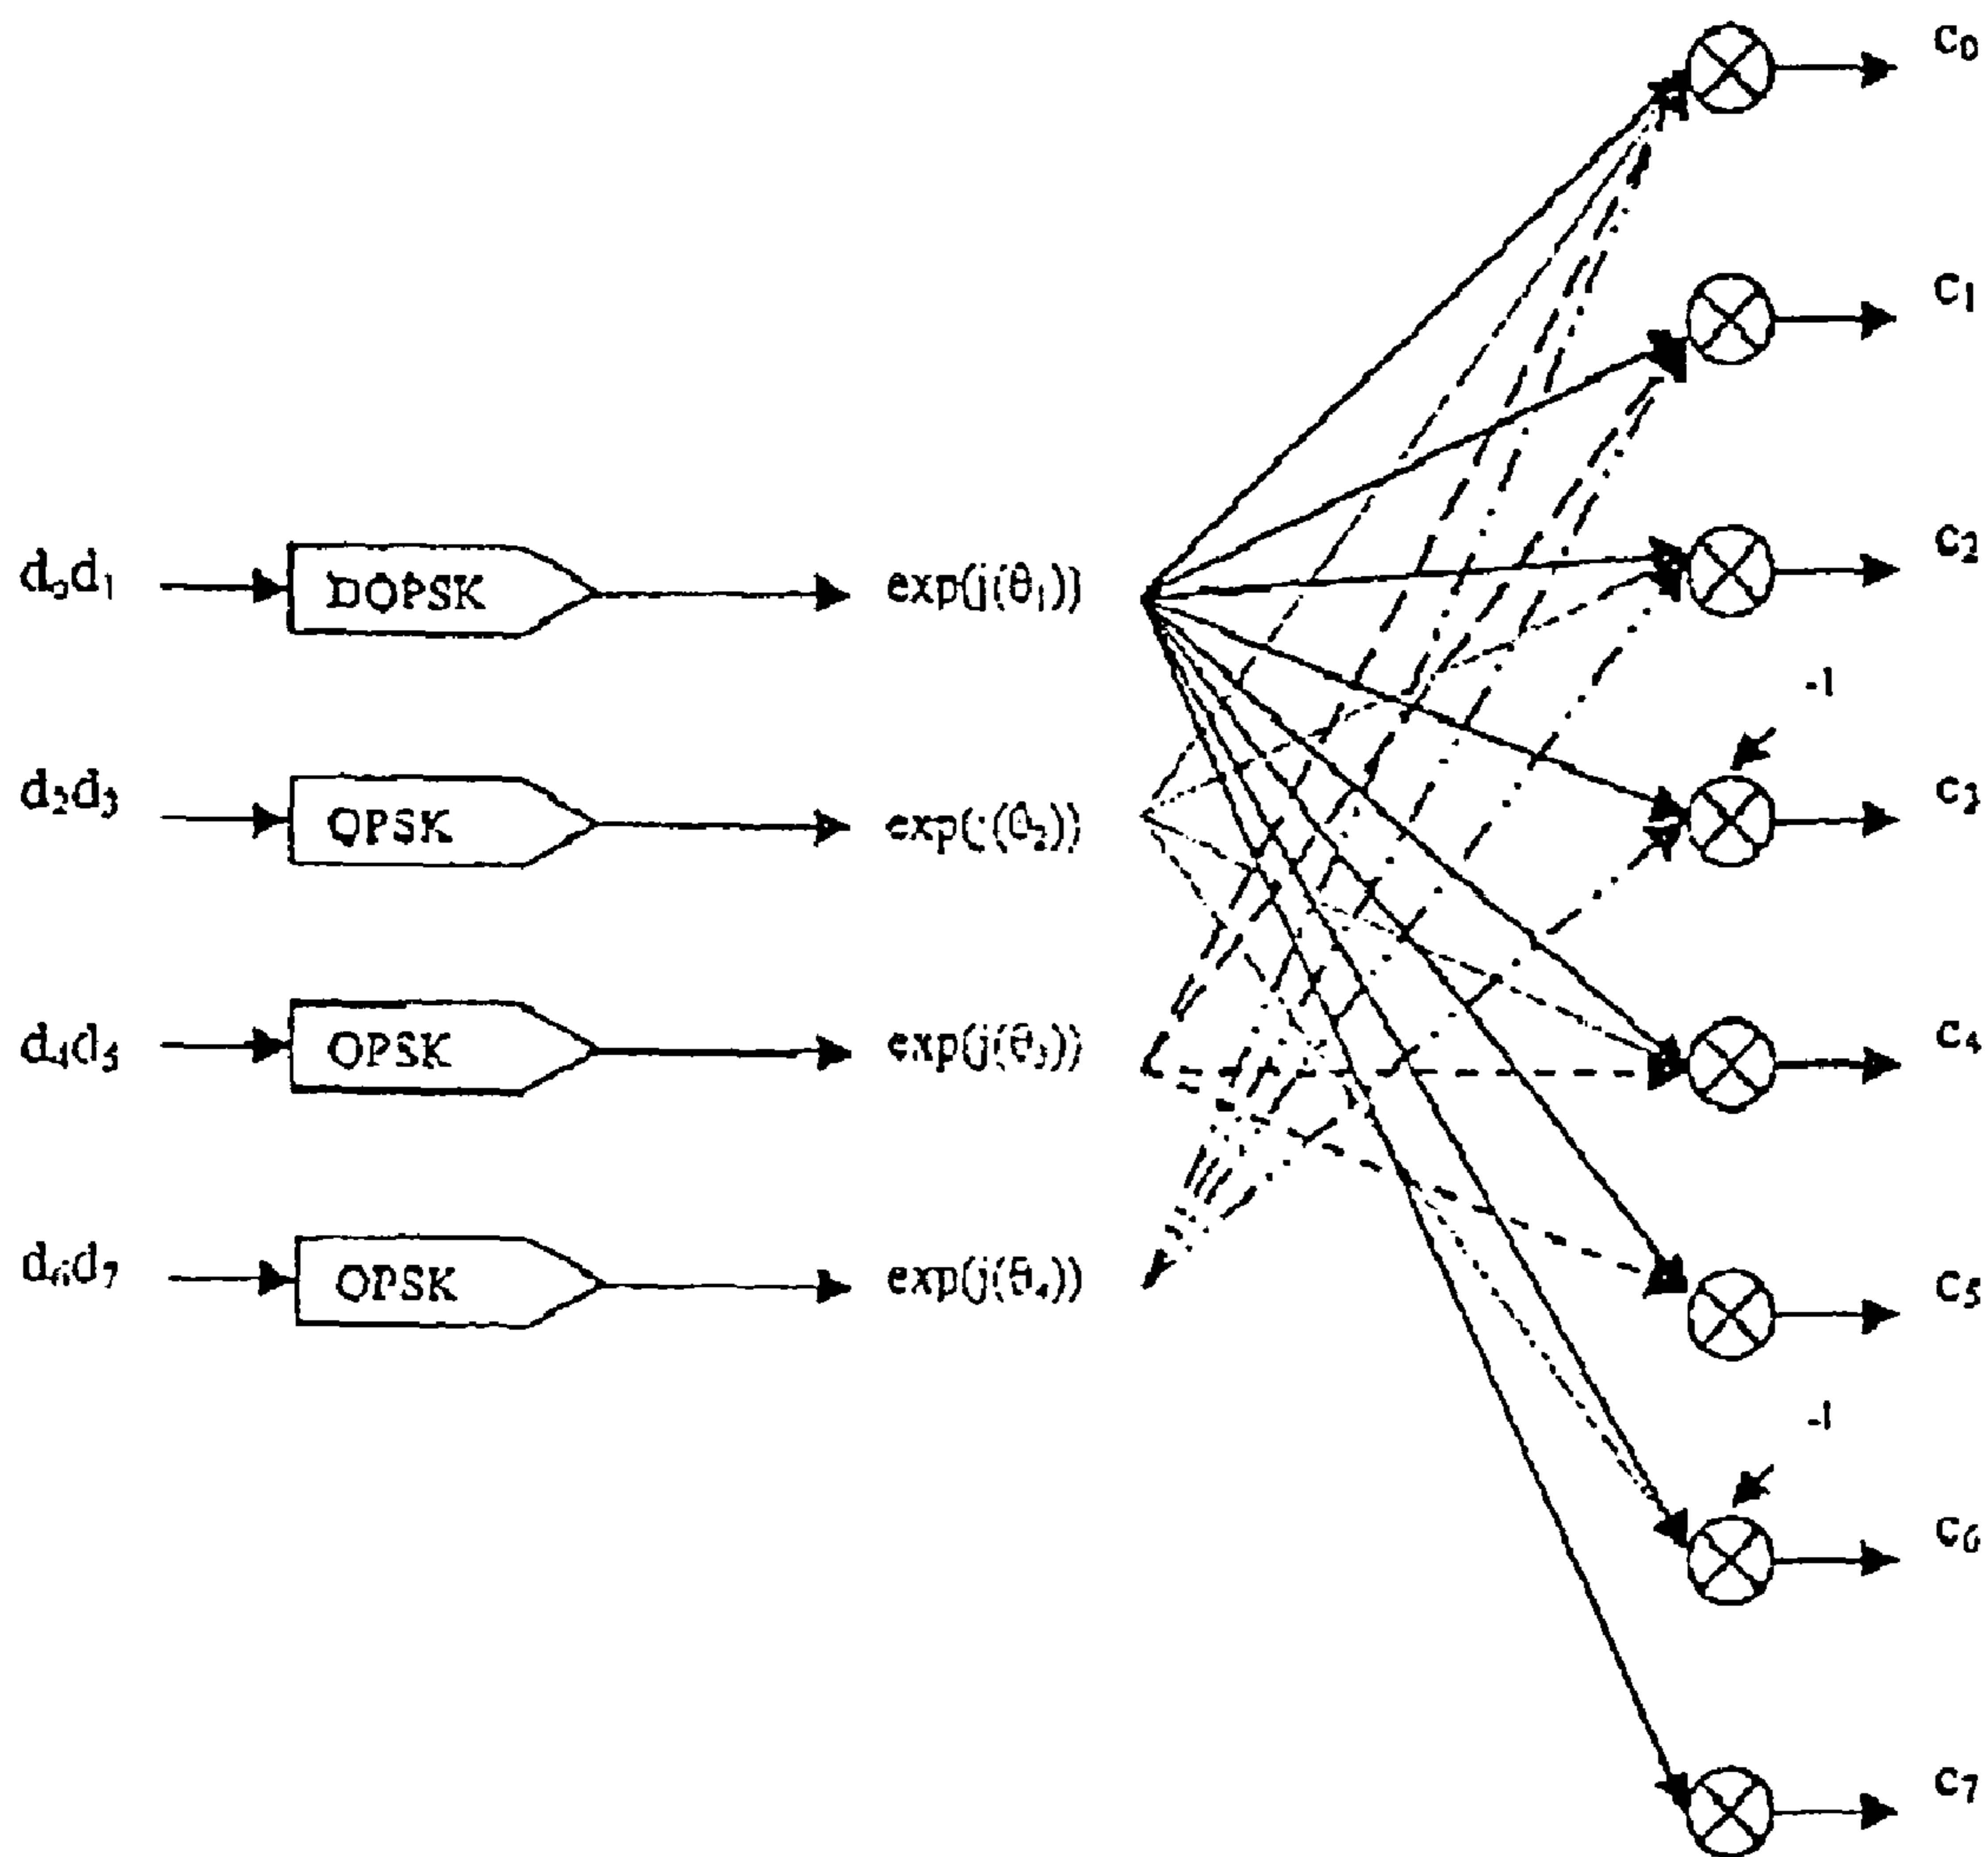 c₀
c₁
d₀d₁ DQPSK exp(j(θ₁)) c₂
-1
d₂d₃ QPSK exp(j(θ₂)) c₃
d₄d₅ QPSK exp(j(θ₃)) c₄
d₆d₇ QPSK exp(j(θ₄)) c₅
-1
c₆
c₇